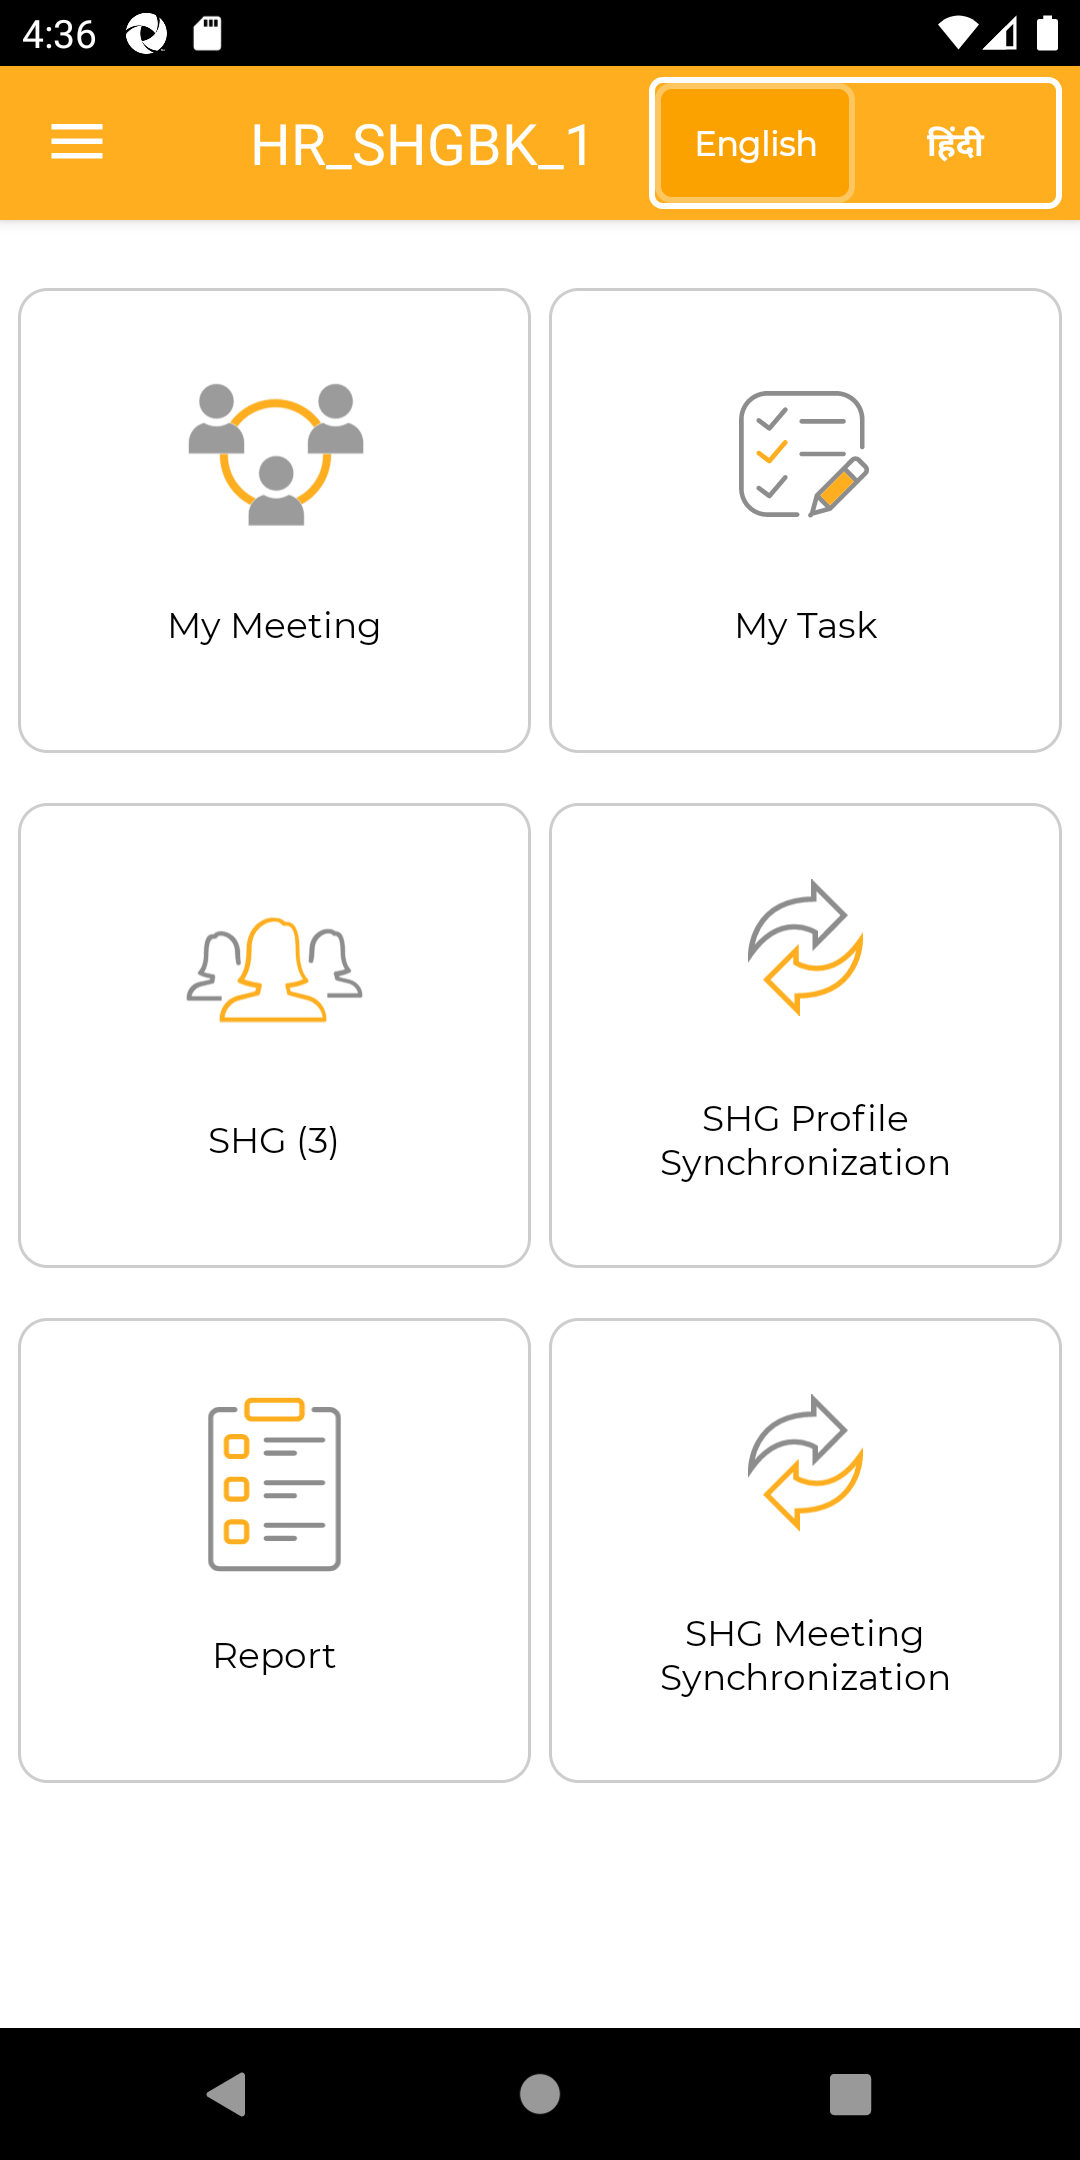 4:36
HR_SHGBK_1
English
हिंदी
My Meeting
My Task
SHG (3)
SHG Profile
Synchronization
Report
SHG Meeting
Synchronization